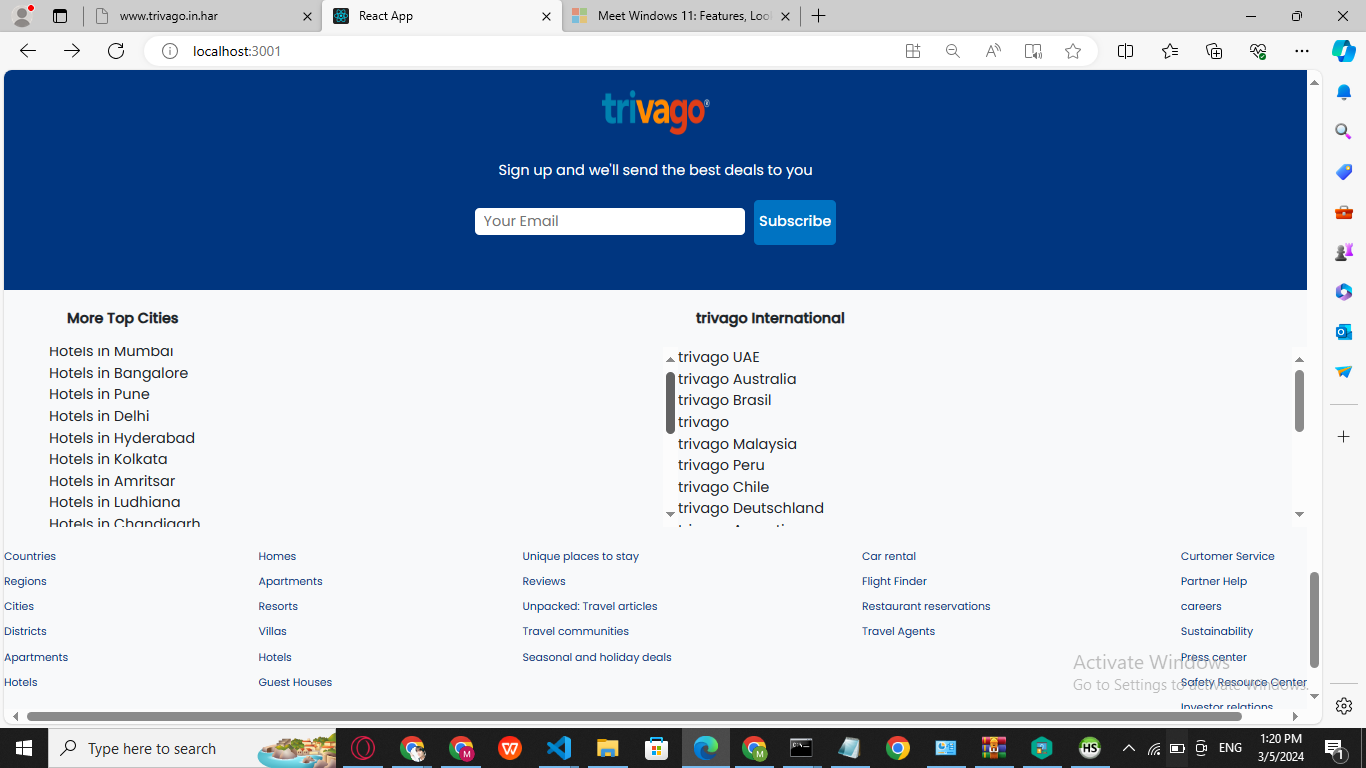 www.trivago.in.har
React App
Meet Windows 11: Features, Loo
localhost:3001
trivago®
Sign up and we'll send the best deals to you
Your Email
Subscribe
More Top Cities
Hotels in Mumbai
Hotels in Bangalore
Hotels in Pune
Hotels in Delhi
Hotels in Hyderabad
Hotels in Kolkata
Hotels in Amritsar
Hotels in Ludhiana
Hotels in Chandigarh
trivago International
trivago UAE
trivago Australia
trivago Brasil
trivago
trivago Malaysia
trivago Peru
trivago Chile
trivago Deutschland
Countries
Regions
Cities
Districts
Apartments
Hotels
Homes
Apartments
Resorts
Villas
Hotels
Guest Houses
Unique places to stay
Reviews
Unpacked: Travel articles
Travel communities
Seasonal and holiday deals
Car rental
Flight Finder
Restaurant reservations
Travel Agents
Curtomer Service
Partner Help
careers
Sustainability
Press center
Safety Resource Center
Investor relations
Activate Windows
Go to Settings to activate Windows.
Type here to search
M
M
HS
ENG
1:20 PM
3/5/2024
1